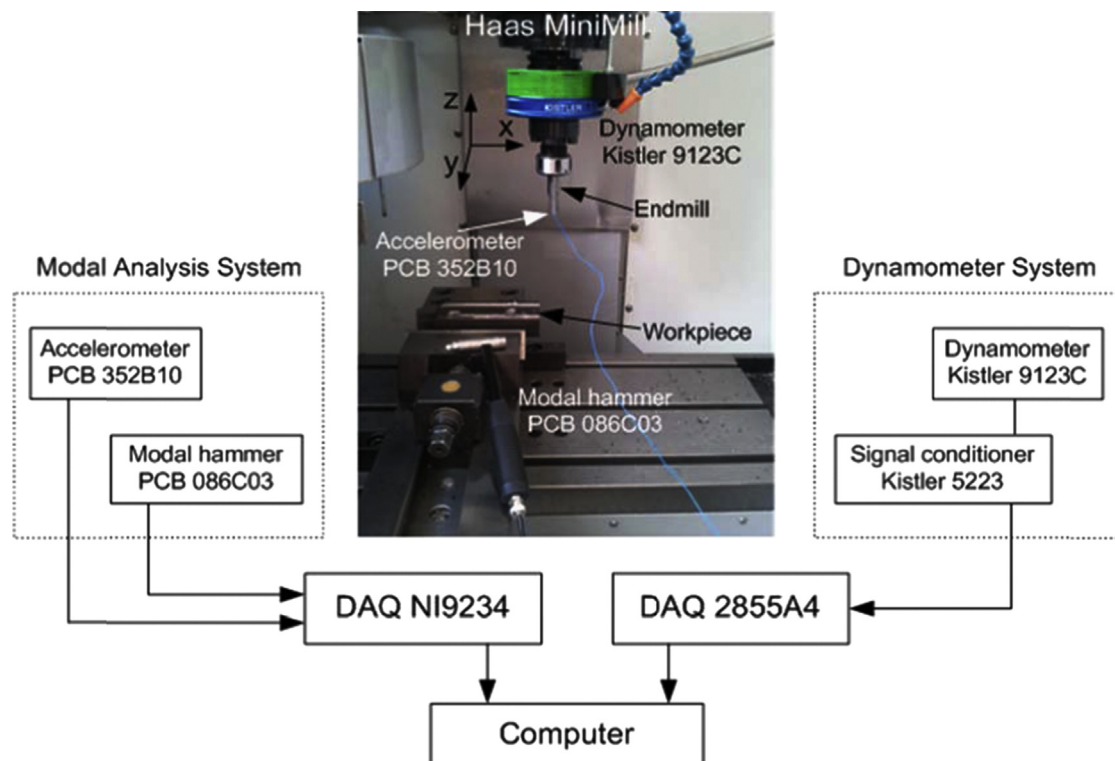 Haas MiniMill
KISTLER
z
x
y
Dynamometer
Kistler 9123C
Endmill
Accelerometer
PCB 352B10
Workpiece
Modal hammer
PCB 086C03
Modal Analysis System
Accelerometer
PCB 352B10
Modal hammer
PCB 086C03
Dynamometer System
Dynamometer
Kistler 9123C
Signal conditioner
Kistler 5223
DAQ NI9234
DAQ 2855A4
Computer